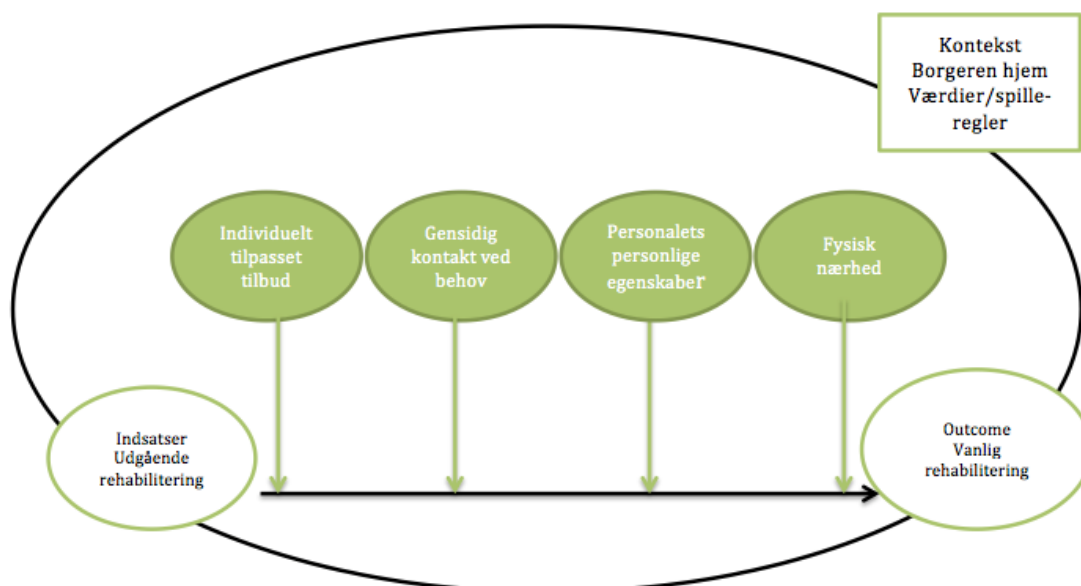 Kontekst
Borgeren hjem
Værdier/spille-
regler
Individuelt
tilpasset
tilbud
Gensidig
kontakt ved
behov
Personalets
personlige
egenskaber
Fysisk
nærhed
Indsatser
Udgående
rehabilitering
Outcome
Vanlig
rehabilitering